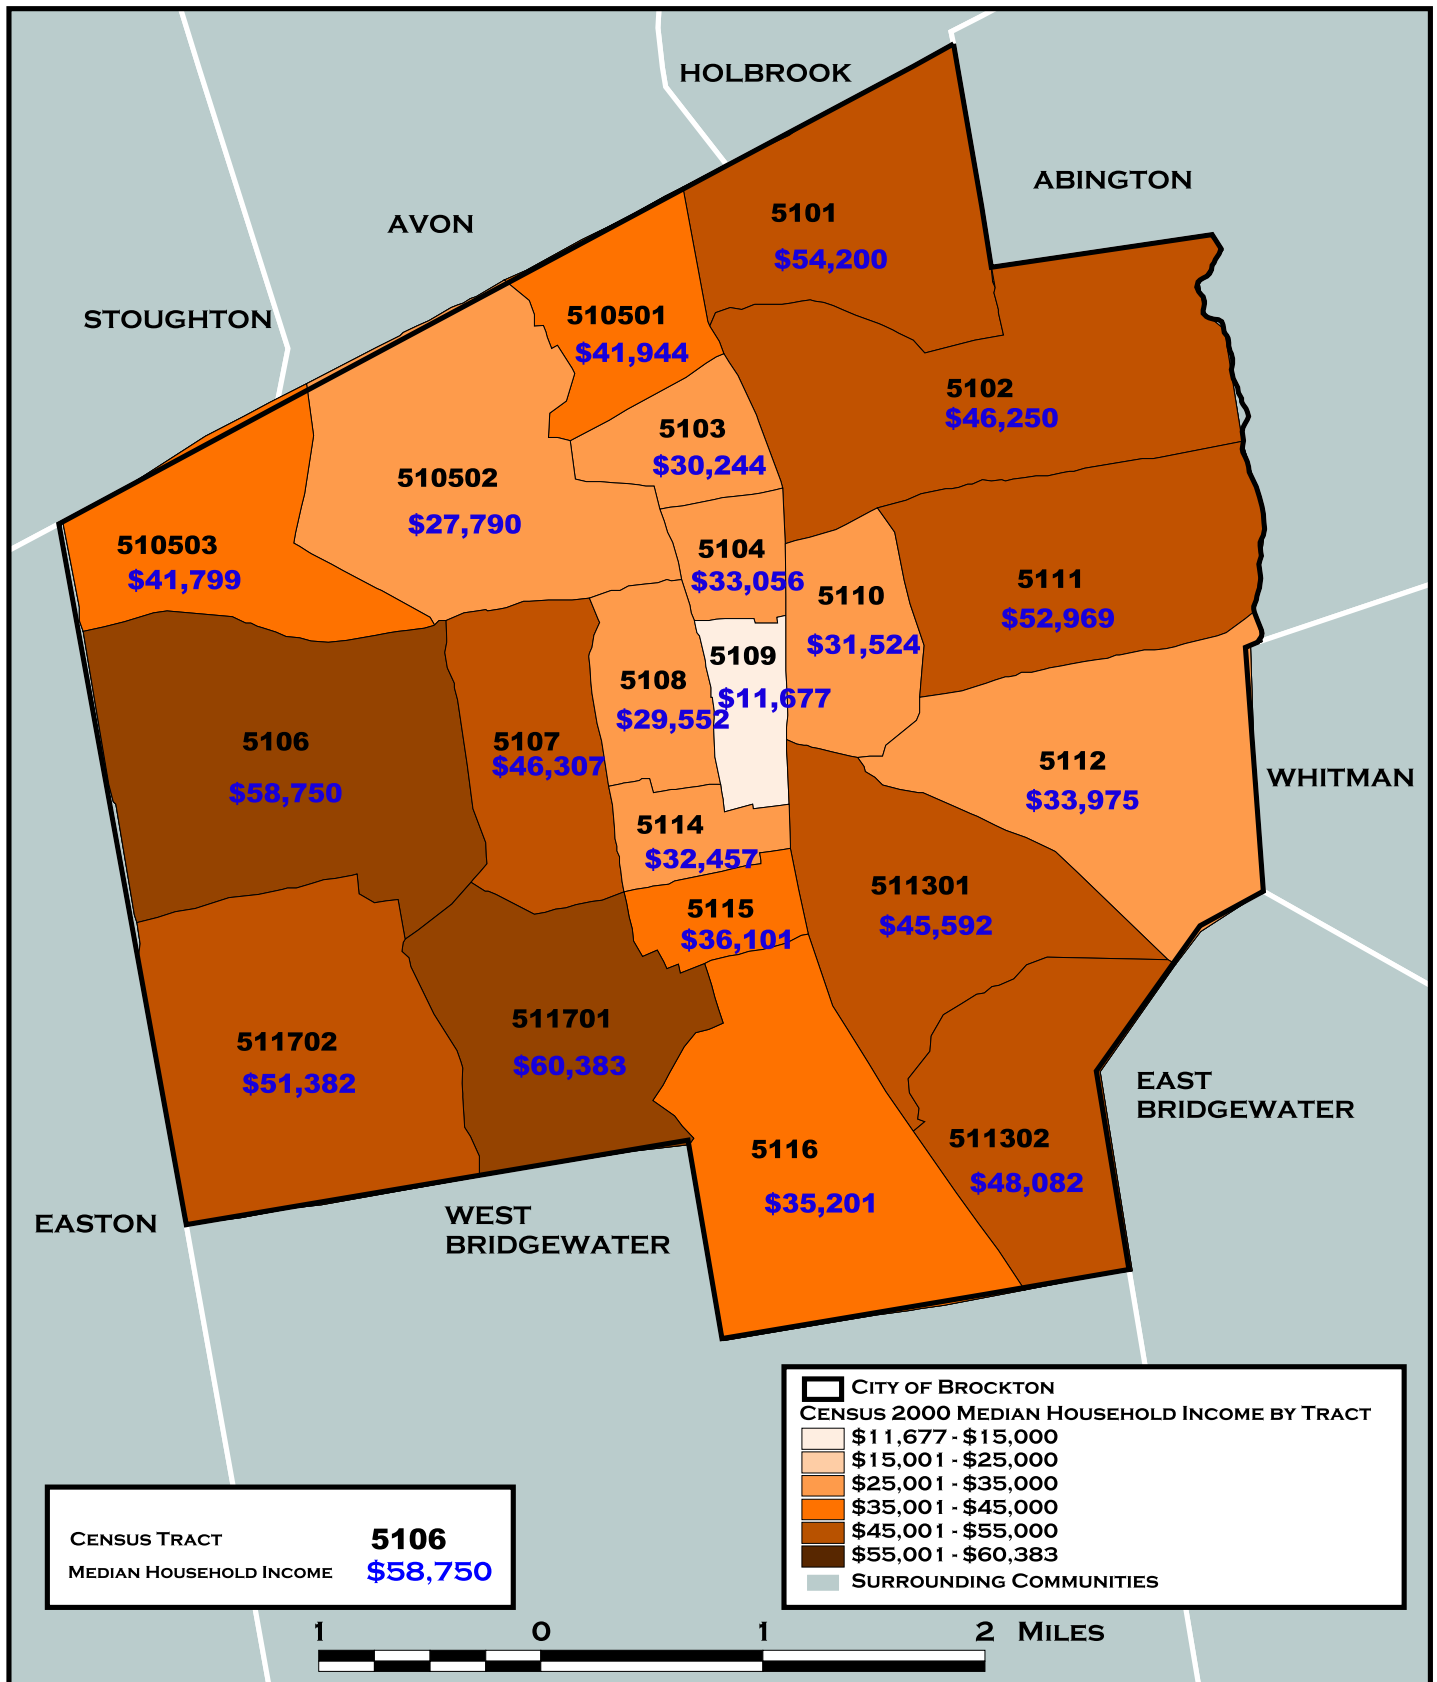 HOLBROOK
ABINGTON
AVON
STOUGHTON
5101
$54,200
510501
$41,944
5102
$46,250
5103
$30,244
510502
$27,790
510503
$41,799
5104
$33,056
5110
$31,524
5111
$52,969
5109
$11,677
5108
$29,552
5106
$58,750
5107
$46,307
5112
$33,975
WHITMAN
5114
$32,457
511301
$45,592
5115
$36,101
511702
$51,382
511701
$60,383
EAST
BRIDGEWATER
511302
$48,082
5116
$35,201
EASTON
WEST
BRIDGEWATER
CITY OF BROCKTON
CENSUS 2000 MEDIAN HOUSEHOLD INCOME BY TRACT
$11,677 - $15,000
$15,001 - $25,000
$25,001 - $35,000
$35,001 - $45,000
$45,001 - $55,000
$55,001 - $60,383
SURROUNDING COMMUNITIES
CENSUS TRACT 5106
MEDIAN HOUSEHOLD INCOME $58,750
1 0 1 2 MILES